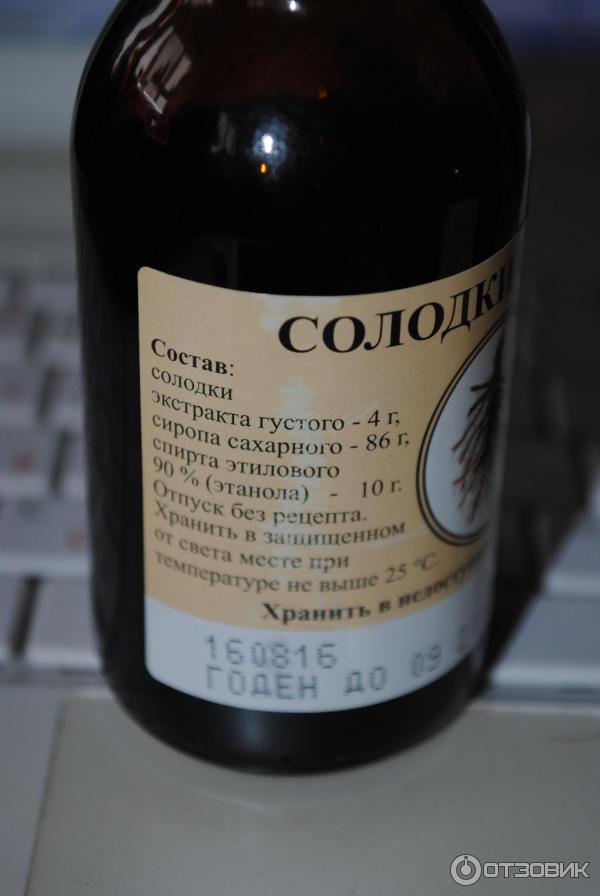 СОЛОДКИ
Состав:
солодки
экстракта густого - 4 г,
сиропа сахарного - 86 г,
спирта этилового
90 % (этанола) - 10 г.
Отпуск без рецепта.
Хранить в защищенном
от света месте при
температуре не выше 25 °С.
Хранить в
160816
ГОДЕН ДО 09
ОТЗОВИК